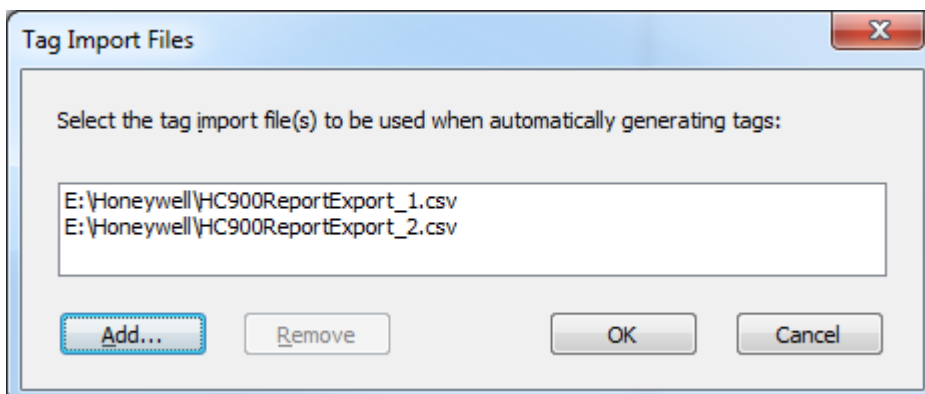 Tag Import Files
x
Select the tag import file(s) to be used when automatically generating tags:
E:\Honeywell\HC900ReportExport_1.csv
E:\Honeywell\HC900ReportExport_2.csv
Add... Remove OK Cancel